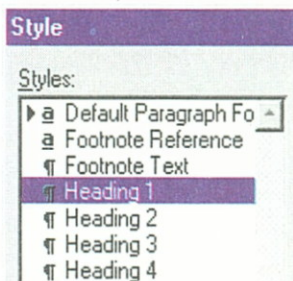 Style
Styles:
a Default Paragraph Fo
a Footnote Reference
¶ Footnote Text
¶ Heading 1
¶ Heading 2
¶ Heading 3
¶ Heading 4